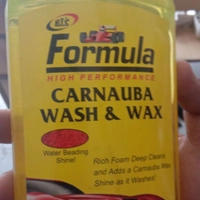 Formula
HIGH PERFORMANCE
CARNAUBA
WASH & WAX
Water Beading
Shine!
Rich Foam Deep Cleans
and Adds a Carnauba Wax
Shine as it Washes!